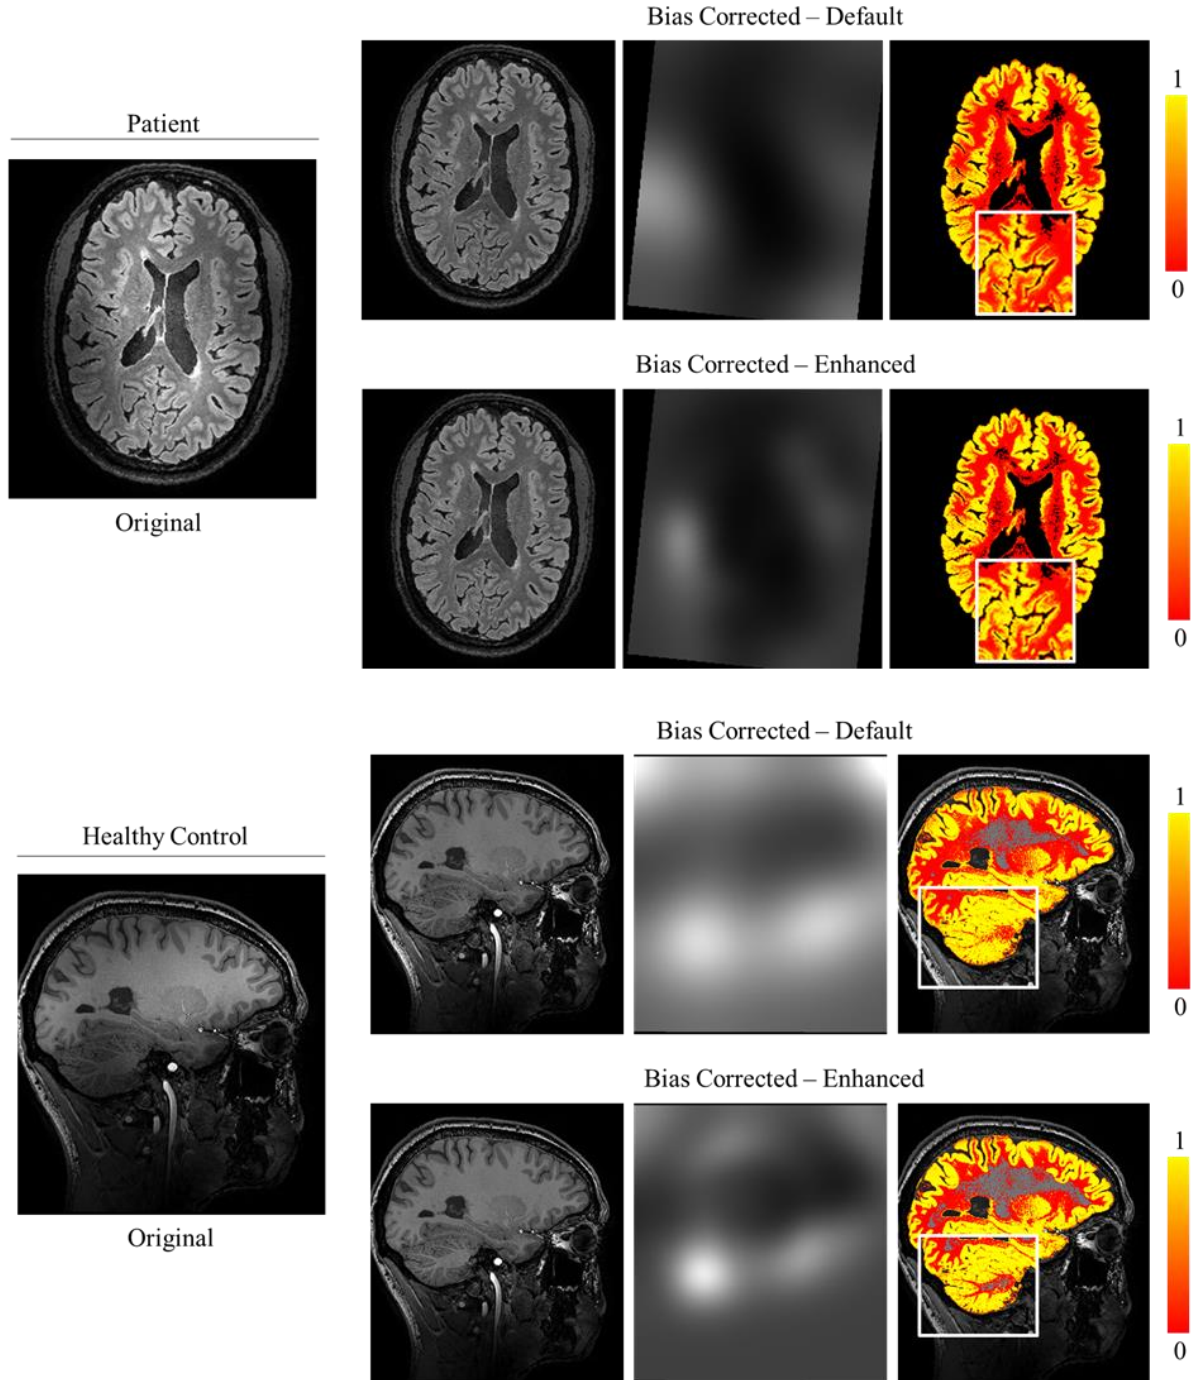 Bias Corrected – Default
Patient
1
0
Original
Bias Corrected – Enhanced
1
0
Bias Corrected – Default
Healthy Control
1
0
Original
Bias Corrected – Enhanced
1
0